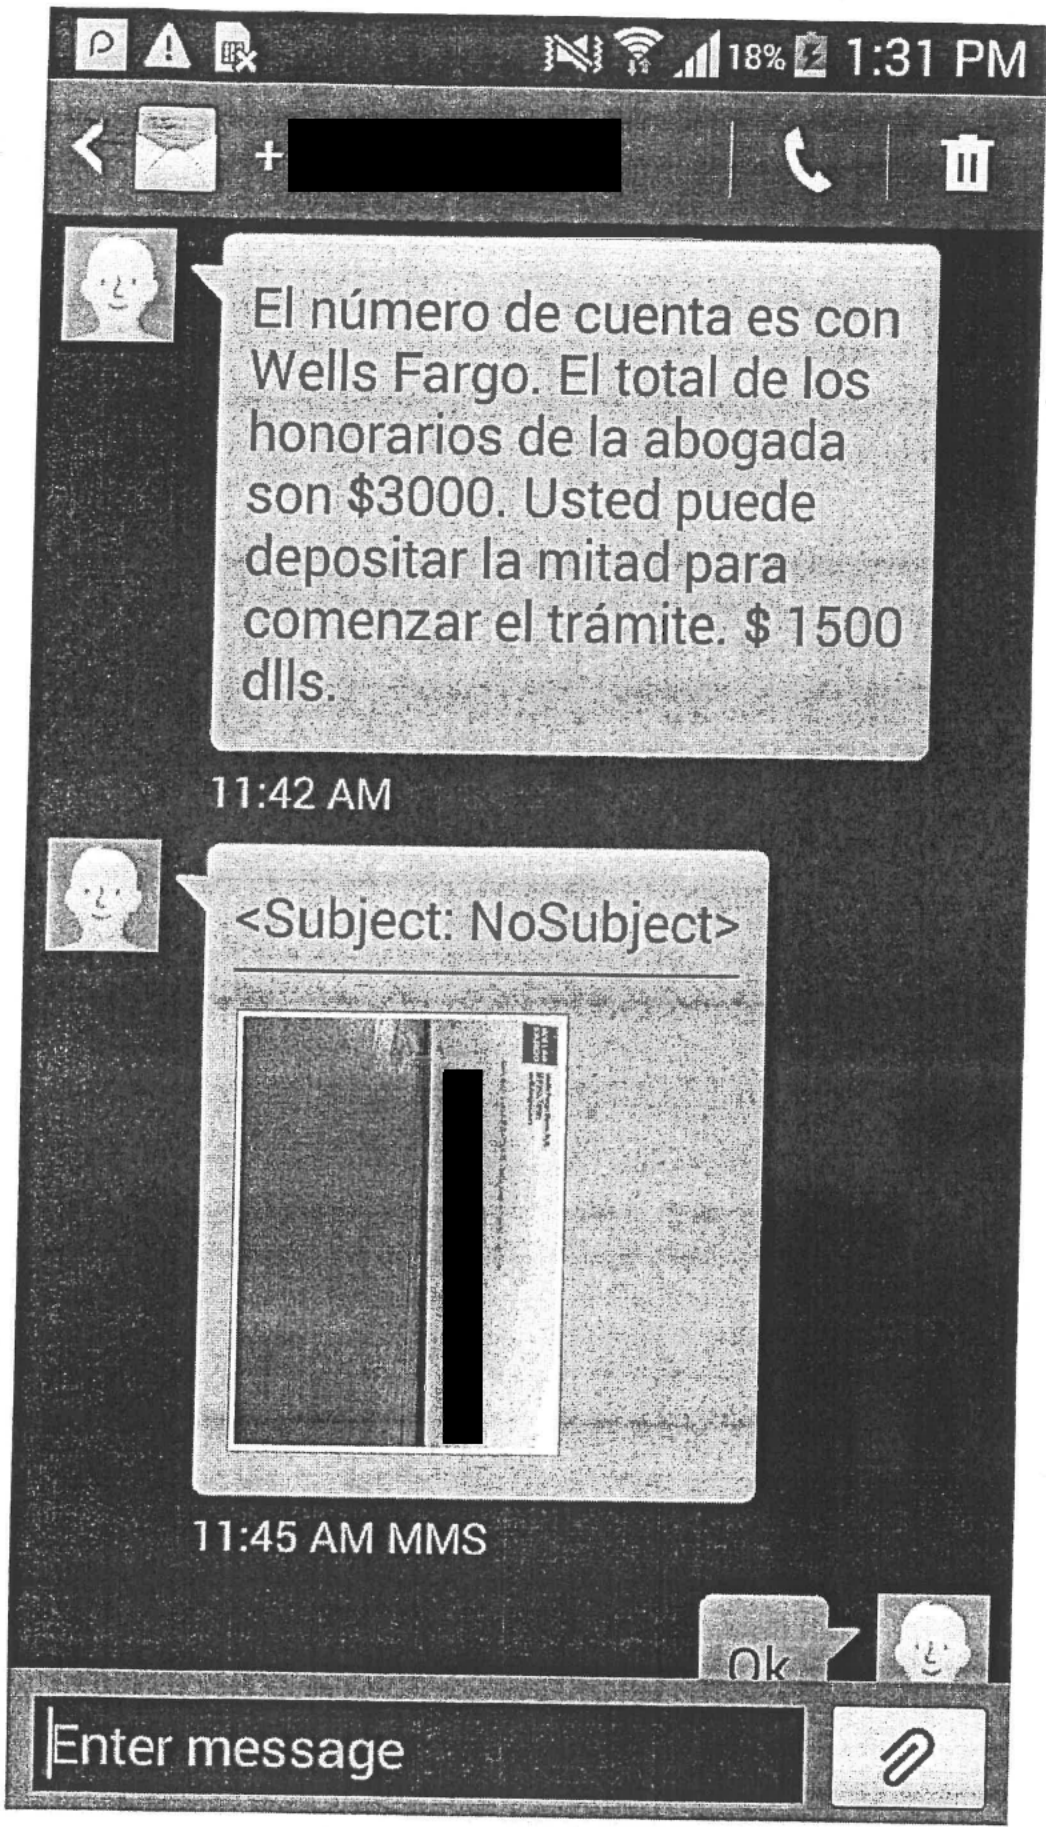 18% 1:31 PM
+
El número de cuenta es con
Wells Fargo. El total de los
honorarios de la abogada
son $3000. Usted puede
depositar la mitad para
comenzar el trámite. $ 1500
dlls.
11:42 AM
<Subject: NoSubject>
WELLS
FARGO
11:45 AM MMS
Ok
Enter message